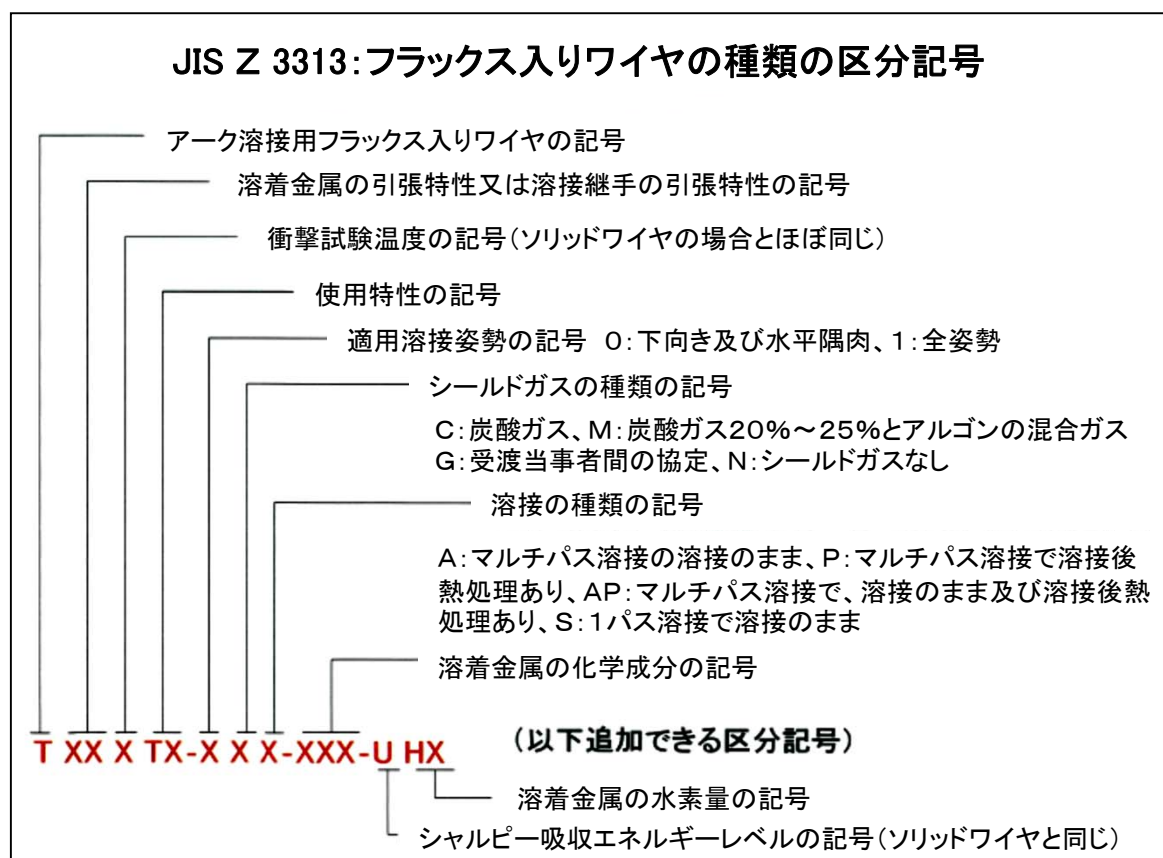 JIS Z 3313:フラックス入りワイヤの種類の区分記号
アーク溶接用フラックス入りワイヤの記号
溶着金属の引張特性又は溶接継手の引張特性の記号
衝撃試験温度の記号(ソリッドワイヤの場合とほぼ同じ)
使用特性の記号
適用溶接姿勢の記号 0:下向き及び水平隅肉、1:全姿勢
シールドガスの種類の記号
C:炭酸ガス、M:炭酸ガス20%~25%とアルゴンの混合ガス
G:受渡当事者間の協定、N:シールドガスなし
溶接の種類の記号
A:マルチパス溶接の溶接のまま、P:マルチパス溶接で溶接後
熱処理あり、AP:マルチパス溶接で、溶接のまま及び溶接後熱
処理あり、S:1パス溶接で溶接のまま
溶着金属の化学成分の記号
T XX X TX-X X X-XXX-U HX (以下追加できる区分記号)
溶着金属の水素量の記号
シャルピー吸収エネルギーレベルの記号(ソリッドワイヤと同じ)